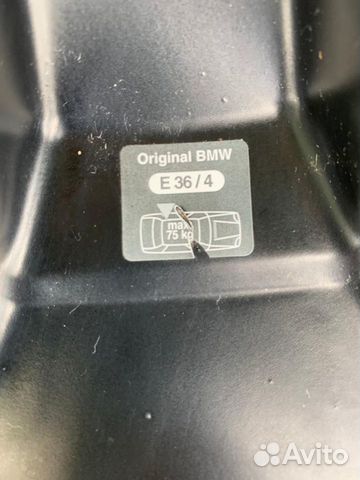 Original BMW
E 36/4
max.
75 kg
Avito